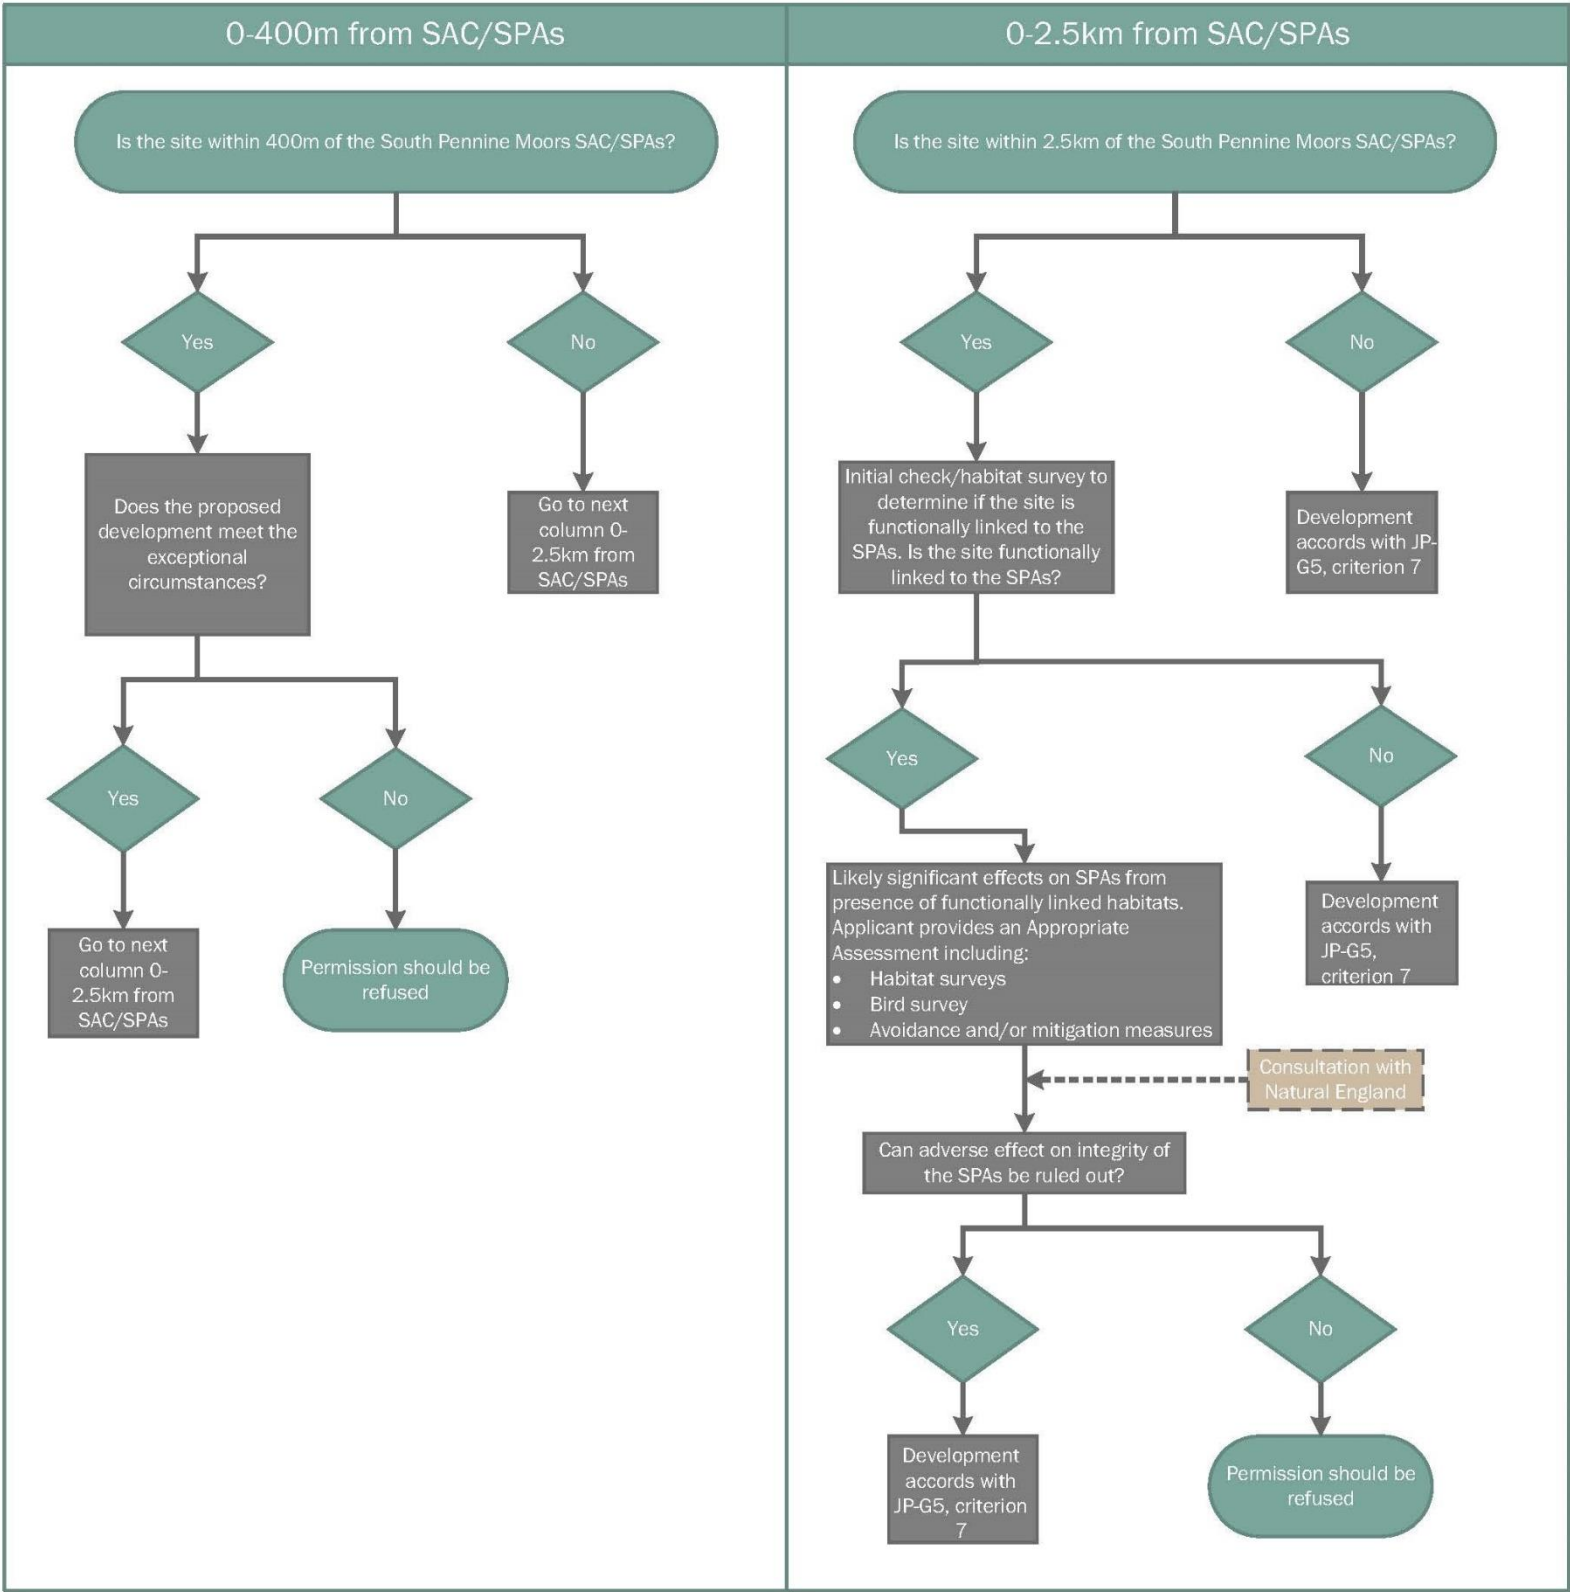 0-400m from SAC/SPAs
Is the site within 400m of the South Pennine Moors SAC/SPAs?
Yes
No
Does the proposed
development meet the
exceptional
circumstances?
Go to next
column 0-
2.5km from
SAC/SPAs
Yes
No
Go to next
column 0-
2.5km from
SAC/SPAs
Permission should be
refused
0-2.5km from SAC/SPAs
Is the site within 2.5km of the South Pennine Moors SAC/SPAs?
Yes
No
Initial check/habitat survey to
determine if the site is
functionally linked to the
SPAs. Is the site functionally
linked to the SPAs?
Development
accords with JP-
G5, criterion 7
Yes
No
Likely significant effects on SPAs from
presence of functionally linked habitats.
Applicant provides an Appropriate
Assessment including:
• Habitat surveys
• Bird survey
• Avoidance and/or mitigation measures
Development
accords with
JP-G5,
criterion 7
Consultation with
Natural England
Can adverse effect on integrity of
the SPAs be ruled out?
Yes
No
Development
accords with
JP-G5, criterion
7
Permission should be
refused